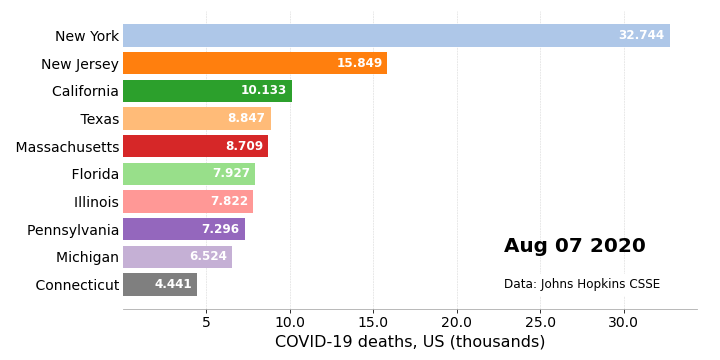 New York 32.744
New Jersey 15.849
California 10.133
Texas 8.847
Massachusetts 8.709
Florida 7.927
Illinois 7.822
Pennsylvania 7.296
Michigan 6.524
Connecticut 4.441
Aug 07 2020
Data: Johns Hopkins CSSE
5 10.0 15.0 20.0 25.0 30.0
COVID-19 deaths, US (thousands)